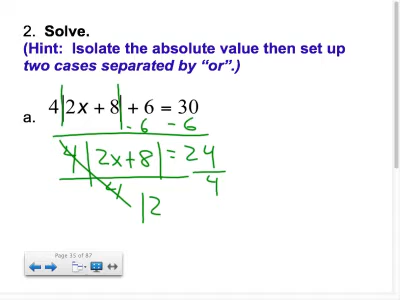 2. Solve.
(Hint: Isolate the absolute value then set up
two cases separated by “or”.)
a. 4|2x + 8| + 6 = 30
- 6 - 6
4|2x+8| = 24
4 4
|2
Page 35 of 87